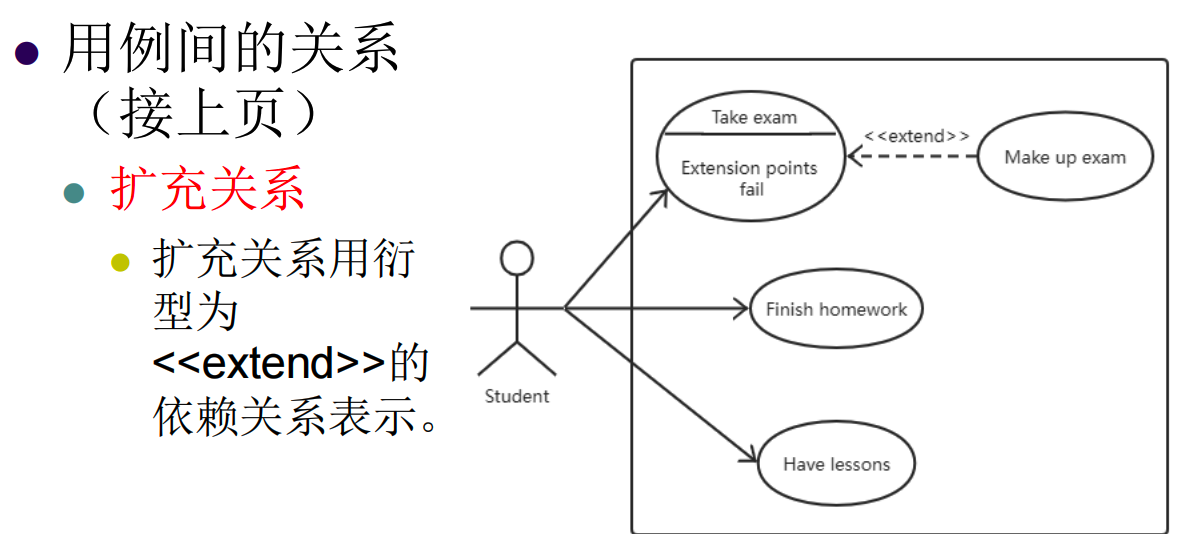 用例间的关系
（接上页）
扩充关系
扩充关系用衍
型为
<<extend>>的
依赖关系表示。
Take exam
Extension points
fail
<<extend>>
Make up exam
Finish homework
Student
Have lessons